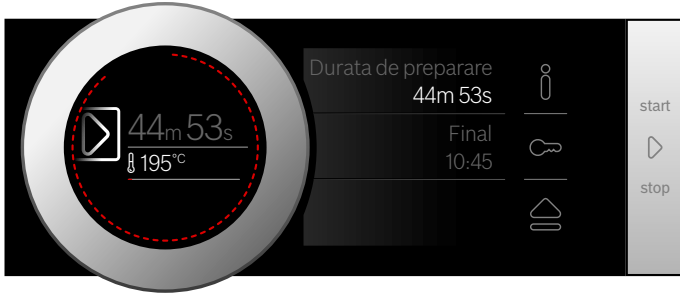 44m 53s
195°C
Durata de preparare
44m 53s
Final
10:45
start
stop